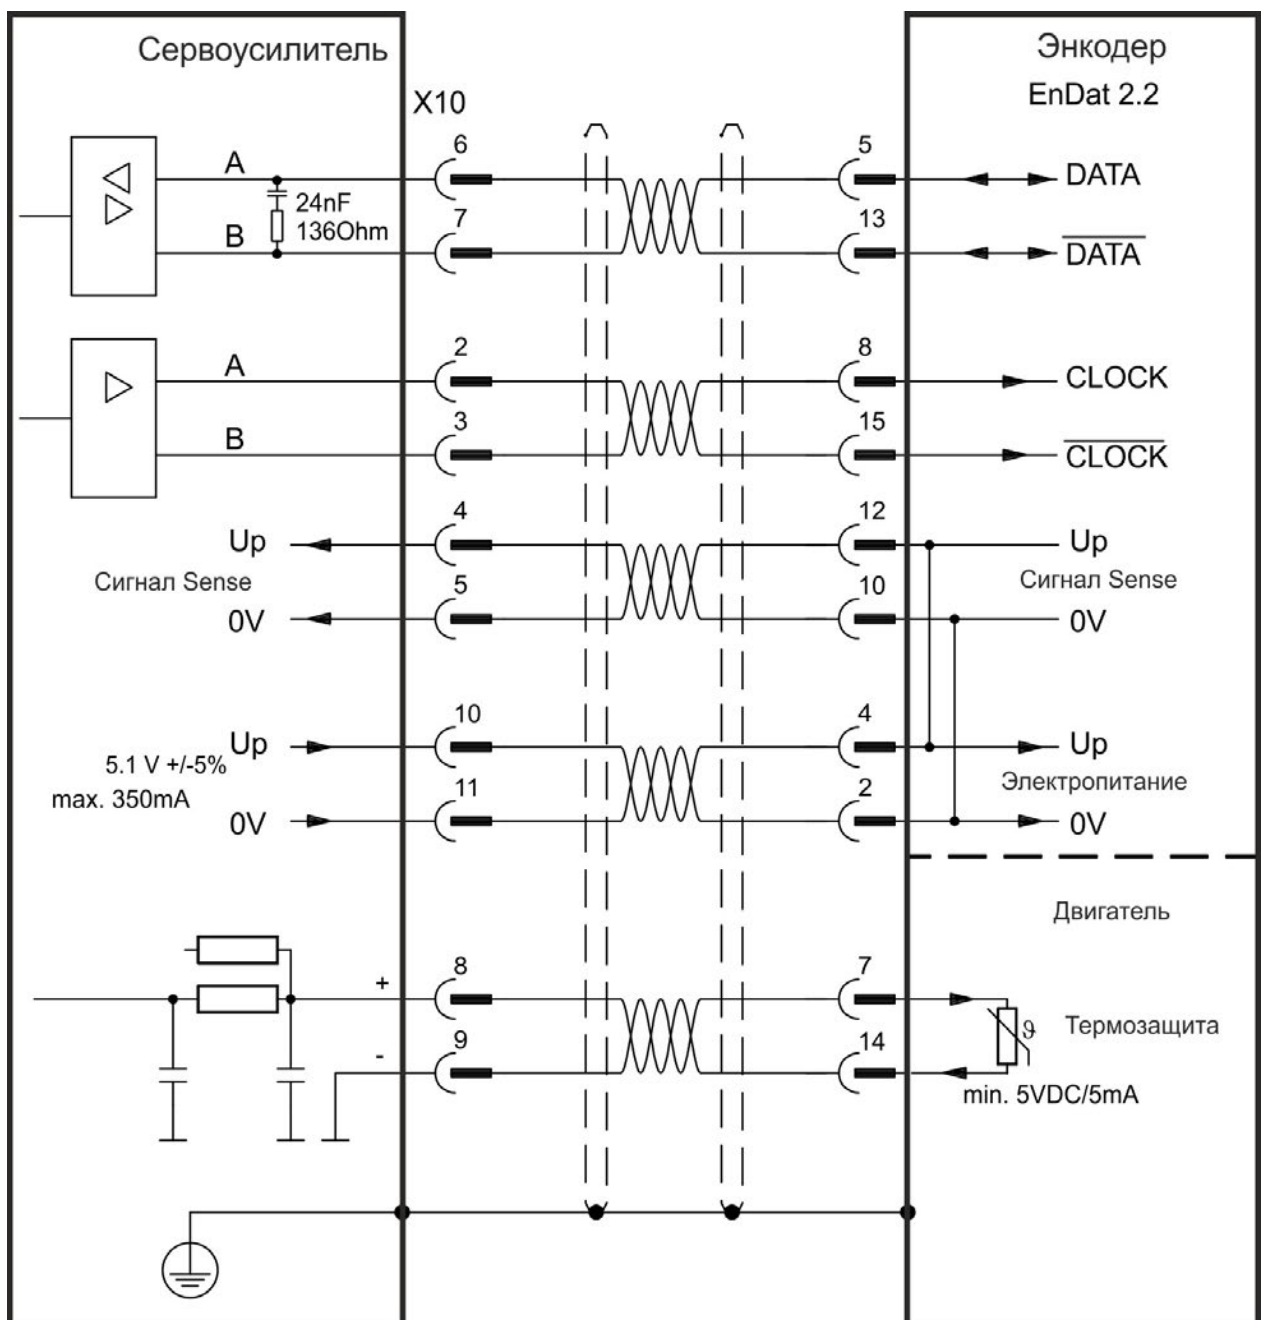 Сервоусилитель
Энкодер
EnDat 2.2
X10
A
6
5
DATA
24nF
136Ohm
B
7
13
DATA
A
2
8
CLOCK
B
3
15
CLOCK
Up
4
12
Up
Сигнал Sense
Сигнал Sense
0V
5
10
0V
Up
10
4
Up
5.1 V +/-5%
max. 350mA
Электропитание
0V
11
2
0V
Двигатель
+
8
7
ϑ
Термозащита
-
9
14
min. 5VDC/5mA